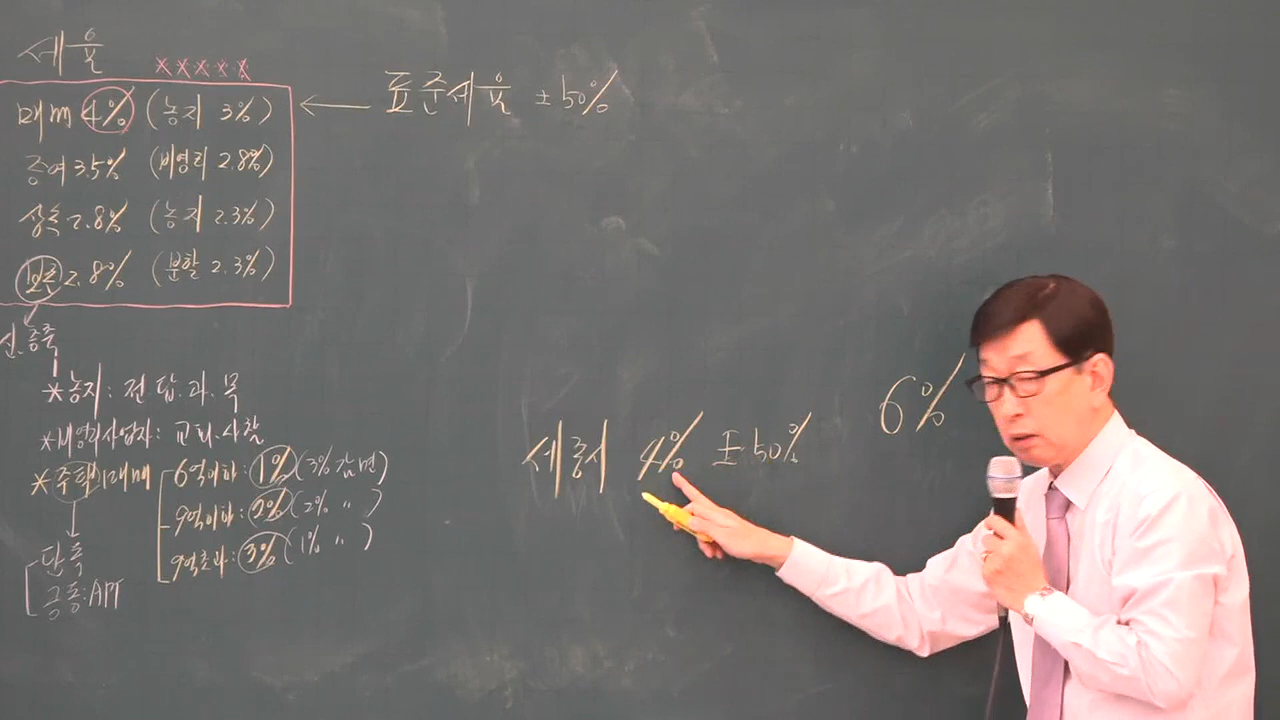 세율 ×××××
매매 4% (농지 3%) ← 표준세율 ±50%
증여 3.5% (비영리 2.8%)
상속 2.8% (농지 2.3%)
보존 2.8% (분할 2.3%)
신.증축
*농지: 전.답.과.목
*비영리사업자: 교회.사찰
*주택매매 6억이하: 1% (3% 감면)
9억이하: 2% (2% 〃)
9억초과: 3% (1% 〃)
단독
공동:APT
세종시 4% ±50%
6%